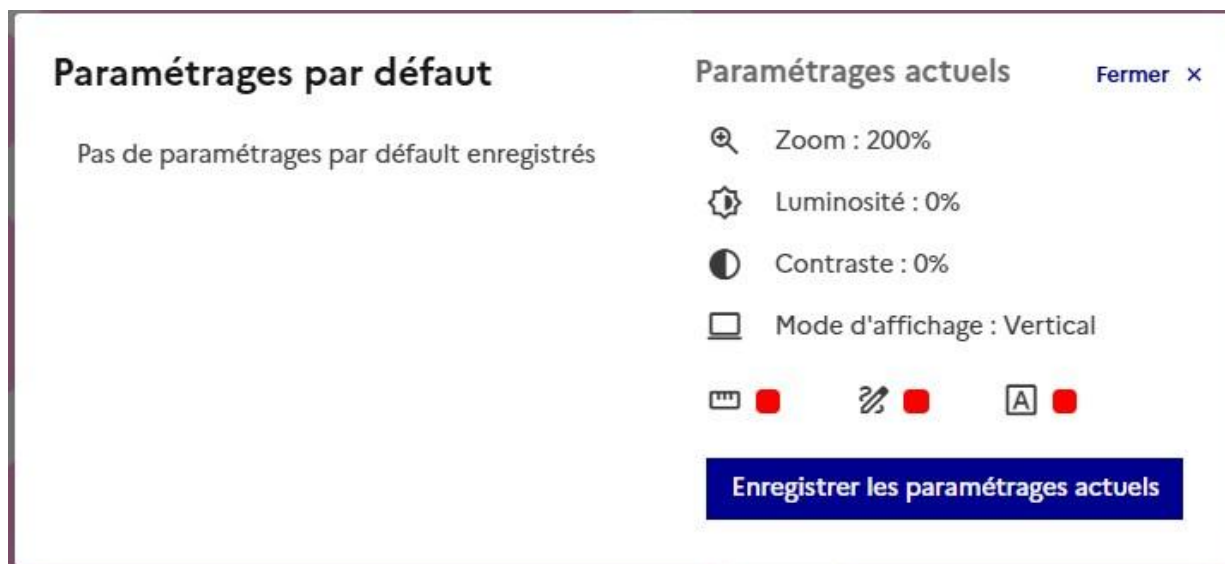 Paramétrages par défaut
Pas de paramétrages par défault enregistrés
Paramétrages actuels
Fermer ×
Zoom : 200%
Luminosité : 0%
Contraste : 0%
Mode d'affichage : Vertical
A
Enregistrer les paramétrages actuels